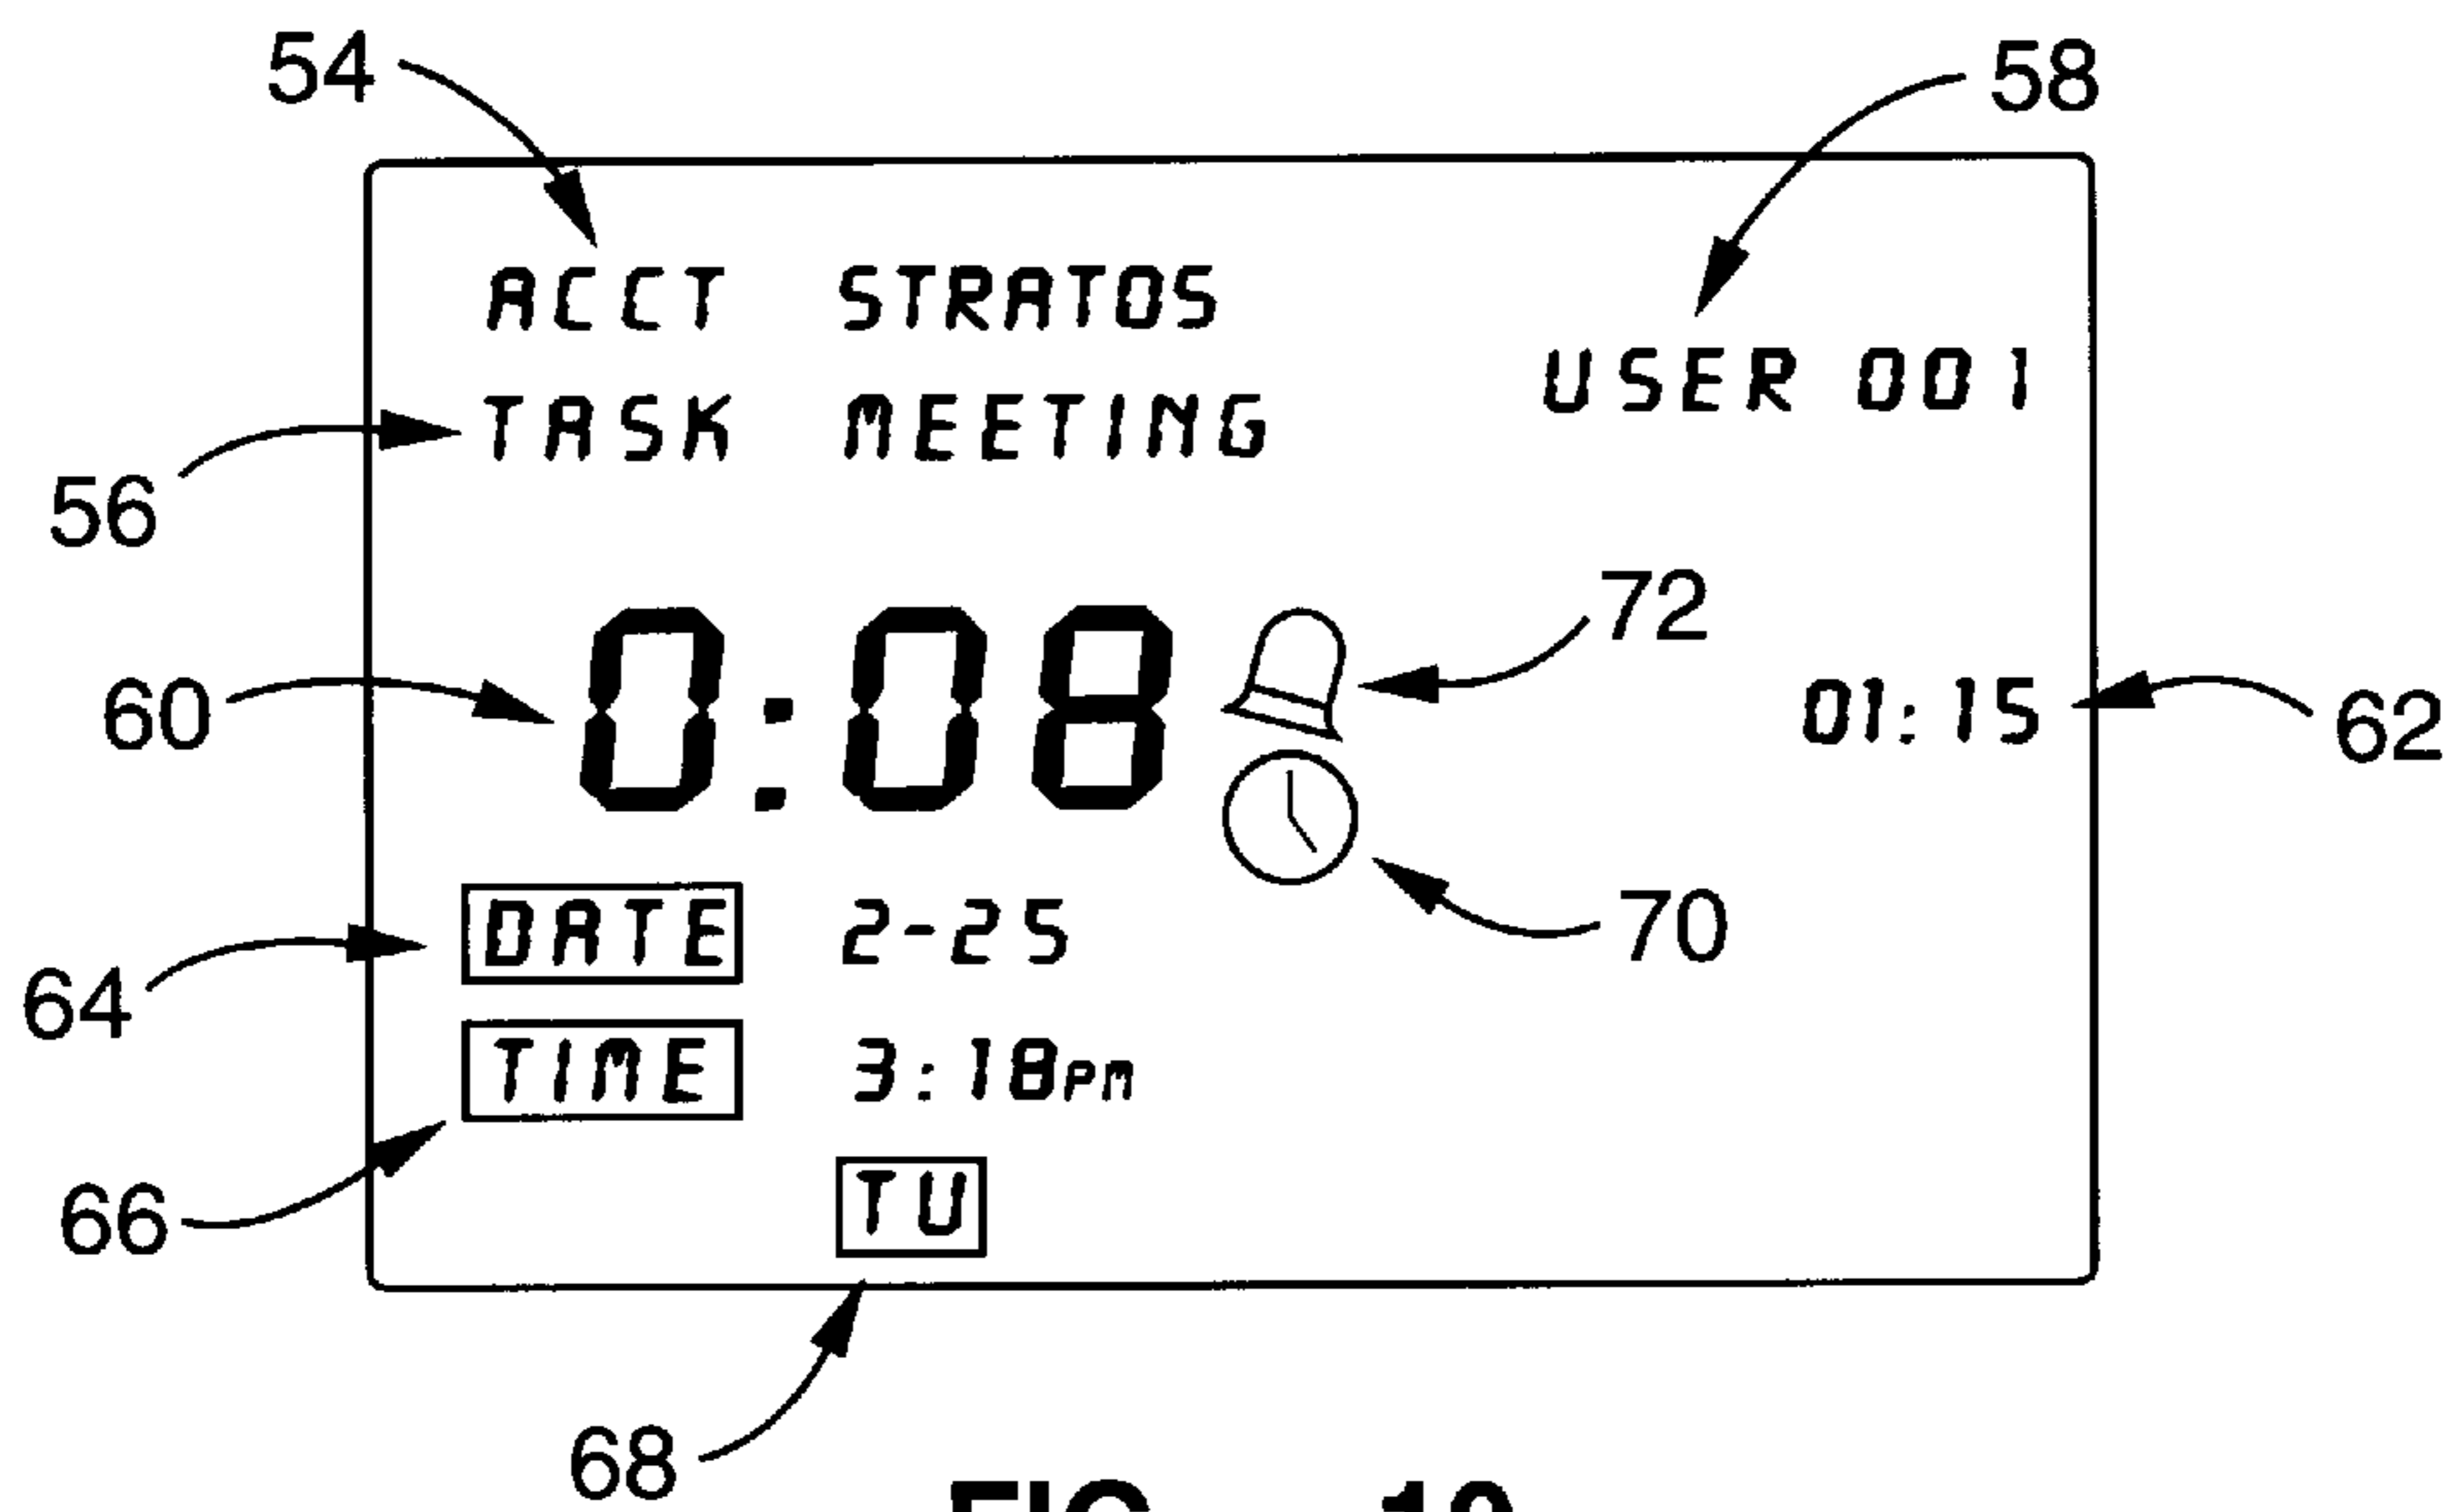 54
58
ACCT STRATOS
USER 001
TASK MEETING
56
72
60
0:08
01:15
62
DATE 2-25
70
64
TIME 3:18PM
66
TU
68